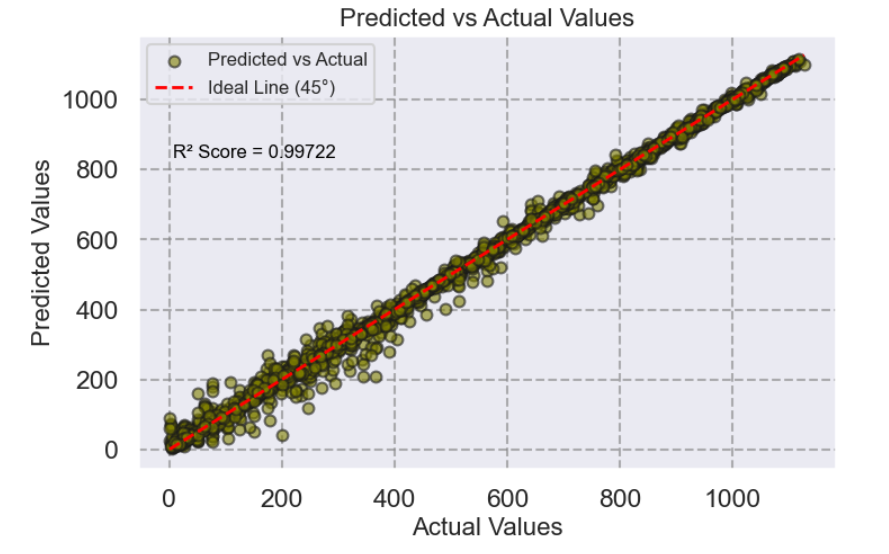 Predicted vs Actual Values
Predicted vs Actual
Ideal Line (45°)
R² Score = 0.99722
Predicted Values
1000
800
600
400
200
0
0 200 400 600 800 1000
Actual Values